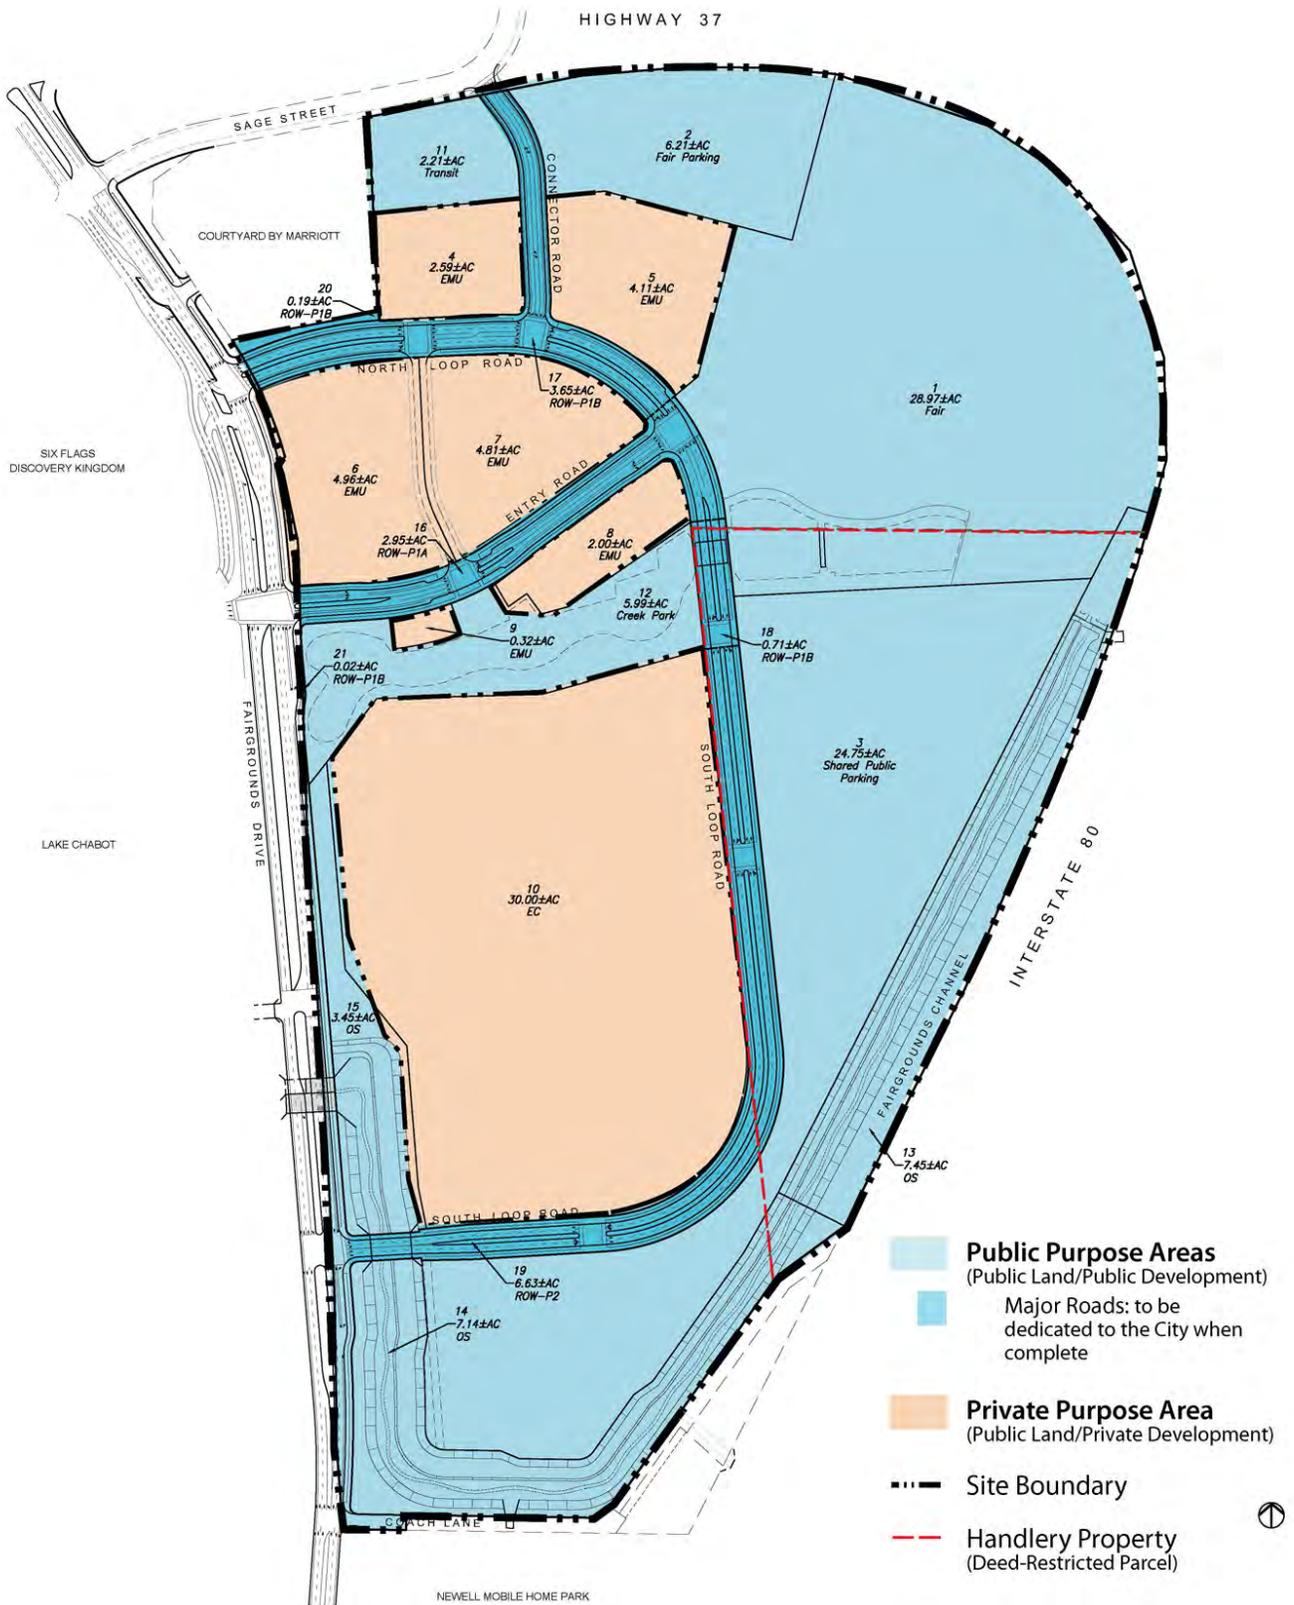 HIGHWAY 37
SAGE STREET
11
2.21±AC
Transit
2
6.21±AC
Fair Parking
CONNECTOR ROAD
COURTYARD BY MARRIOTT
4
2.59±AC
EMU
5
4.11±AC
EMU
20
0.19±AC
ROW-P1B
NORTH LOOP ROAD
17
3.65±AC
ROW-P1B
1
28.97±AC
Fair
SIX FLAGS
DISCOVERY KINGDOM
6
4.96±AC
EMU
7
4.81±AC
EMU
ENTRY ROAD
16
2.95±AC
ROW-P1A
8
2.00±AC
EMU
12
5.99±AC
Creek Park
9
0.32±AC
EMU
18
0.71±AC
ROW-P1B
21
0.02±AC
ROW-P1B
FAIRGROUNDS DRIVE
SOUTH LOOP ROAD
3
24.75±AC
Shared Public
Parking
LAKE CHABOT
INTERSTATE 80
10
30.00±AC
EC
FAIRGROUNDS CHANNEL
15
3.45±AC
OS
13
7.45±AC
OS
SOUTH LOOP ROAD
19
6.63±AC
ROW-P2
14
7.14±AC
OS
COACH LANE
NEWELL MOBILE HOME PARK
Public Purpose Areas
(Public Land/Public Development)
Major Roads: to be
dedicated to the City when
complete
Private Purpose Area
(Public Land/Private Development)
Site Boundary
Handlery Property
(Deed-Restricted Parcel)